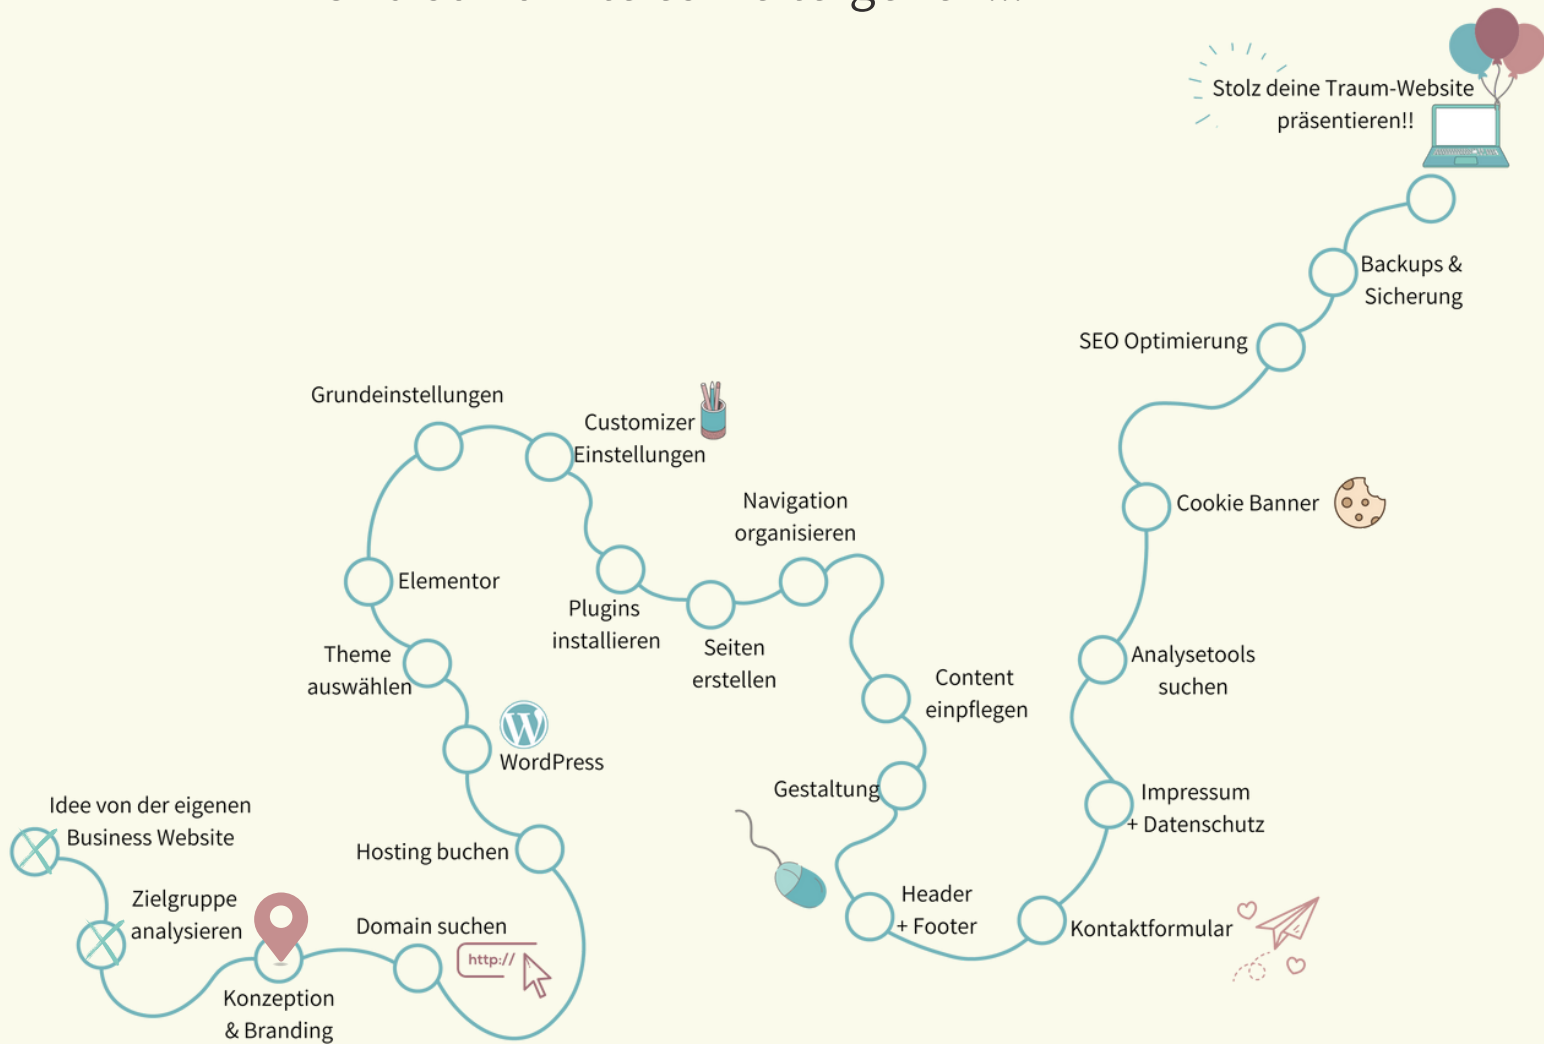 Stolz deine Traum-Website
präsentieren!!
Backups &
Sicherung
SEO Optimierung
Grundeinstellungen
Customizer
Einstellungen
Navigation
organisieren
Cookie Banner
Elementor
Plugins
installieren
Seiten
erstellen
Theme
auswählen
Content
einpflegen
Analysetools
suchen
WordPress
Gestaltung
Impressum
+ Datenschutz
Idee von der eigenen
Business Website
Hosting buchen
Zielgruppe
analysieren
Header
+ Footer
Domain suchen
http://
Kontaktformular
Konzeption
& Branding